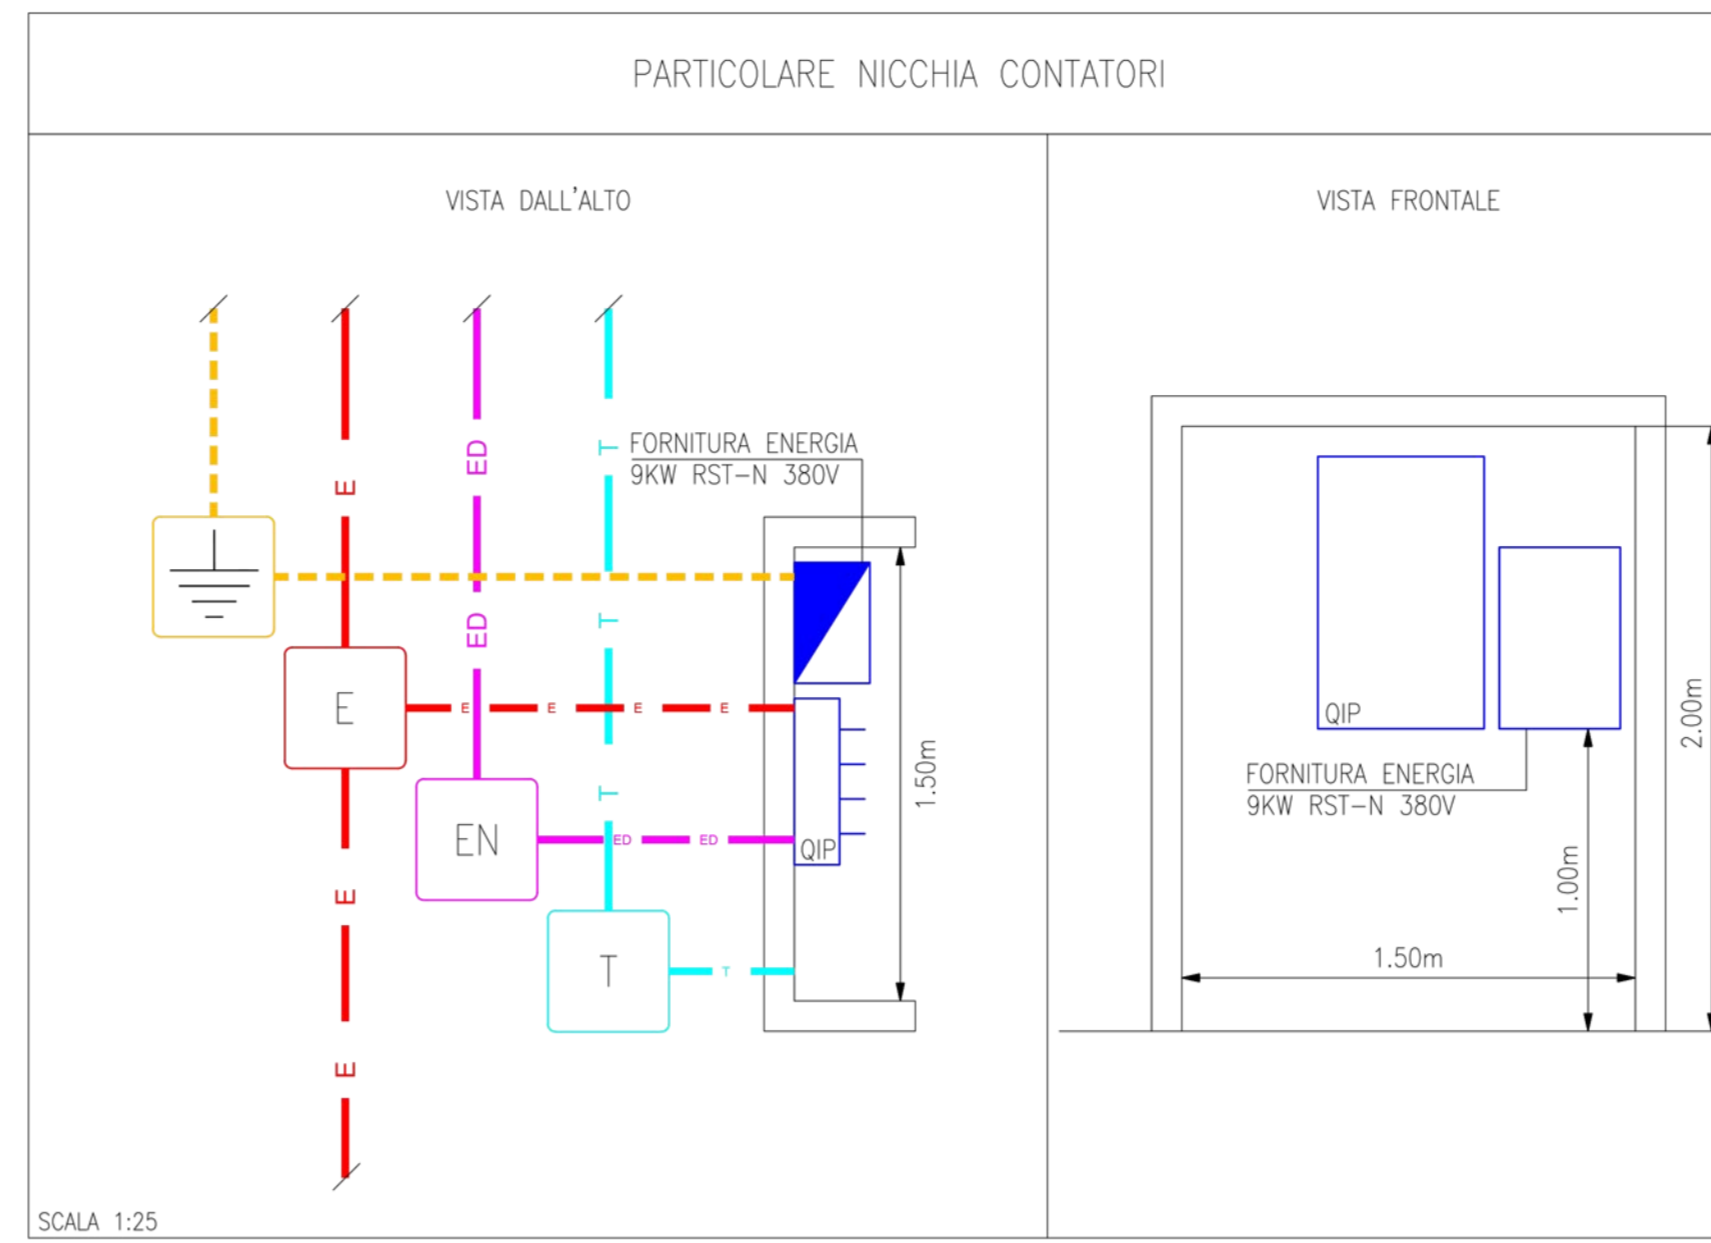 PARTICOLARE NICCHIA CONTATORI
VISTA DALL'ALTO
VISTA FRONTALE
FORNITURA ENERGIA
9KW RST-N 380V
E
ED
T
ED
T
E
E E E E
T
EN
ED ED
QIP
T
T
E
E
1.50m
QIP
FORNITURA ENERGIA
9KW RST-N 380V
2.00m
1.00m
1.50m
SCALA 1:25